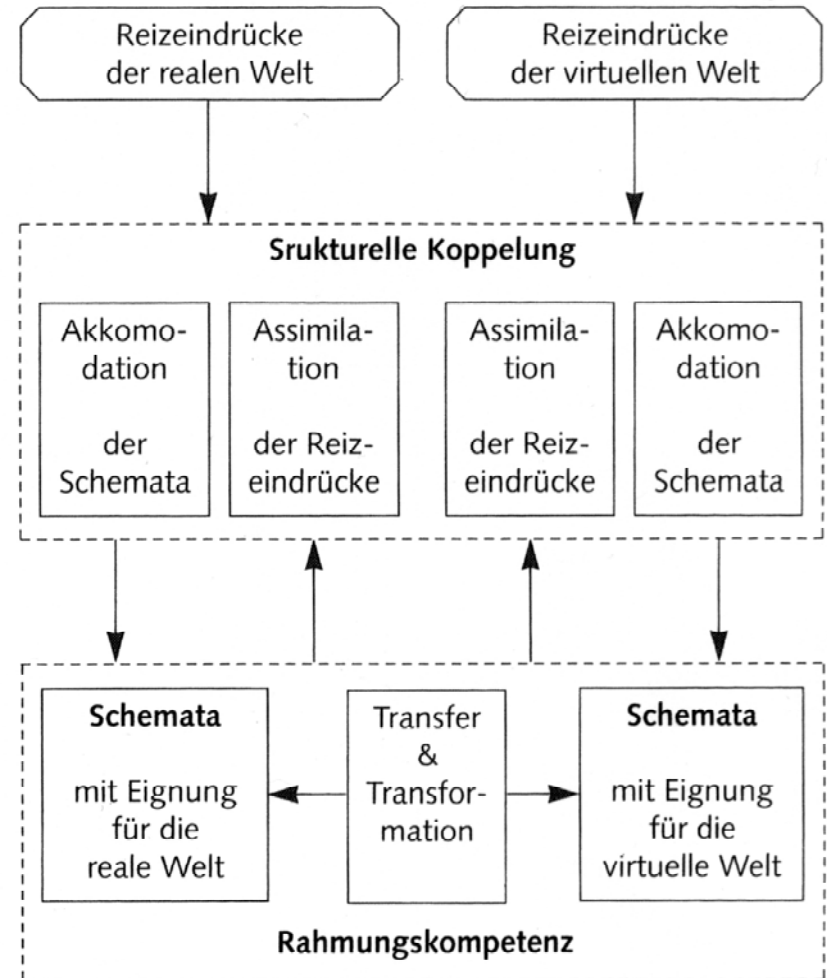 Reizeindrücke
der realen Welt
Reizeindrücke
der virtuellen Welt
Srukturelle Koppelung
Akkomo-
dation
der
Schemata
Assimila-
tion
der Reiz-
eindrücke
Assimila-
tion
der Reiz-
eindrücke
Akkomo-
dation
der
Schemata
Schemata
mit Eignung
für die
reale Welt
Transfer
&
Transfor-
mation
Schemata
mit Eignung
für die
virtuelle Welt
Rahmungskompetenz